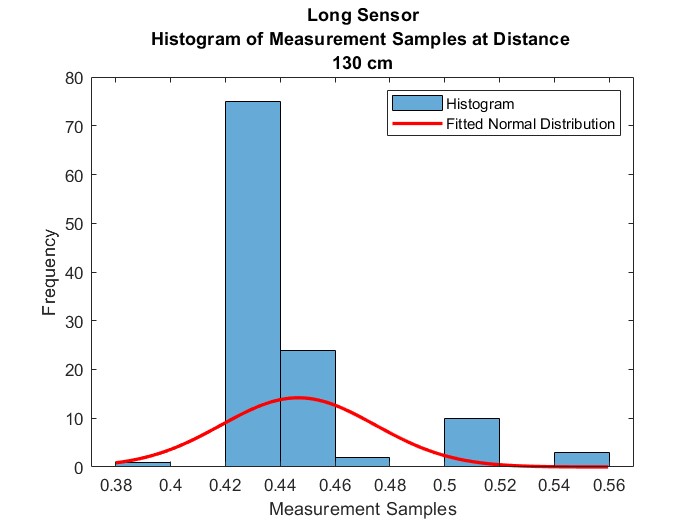 Long Sensor
Histogram of Measurement Samples at Distance
130 cm
Histogram
Fitted Normal Distribution
80
70
60
50
40
30
20
10
0
Frequency
0.38 0.4 0.42 0.44 0.46 0.48 0.5 0.52 0.54 0.56
Measurement Samples